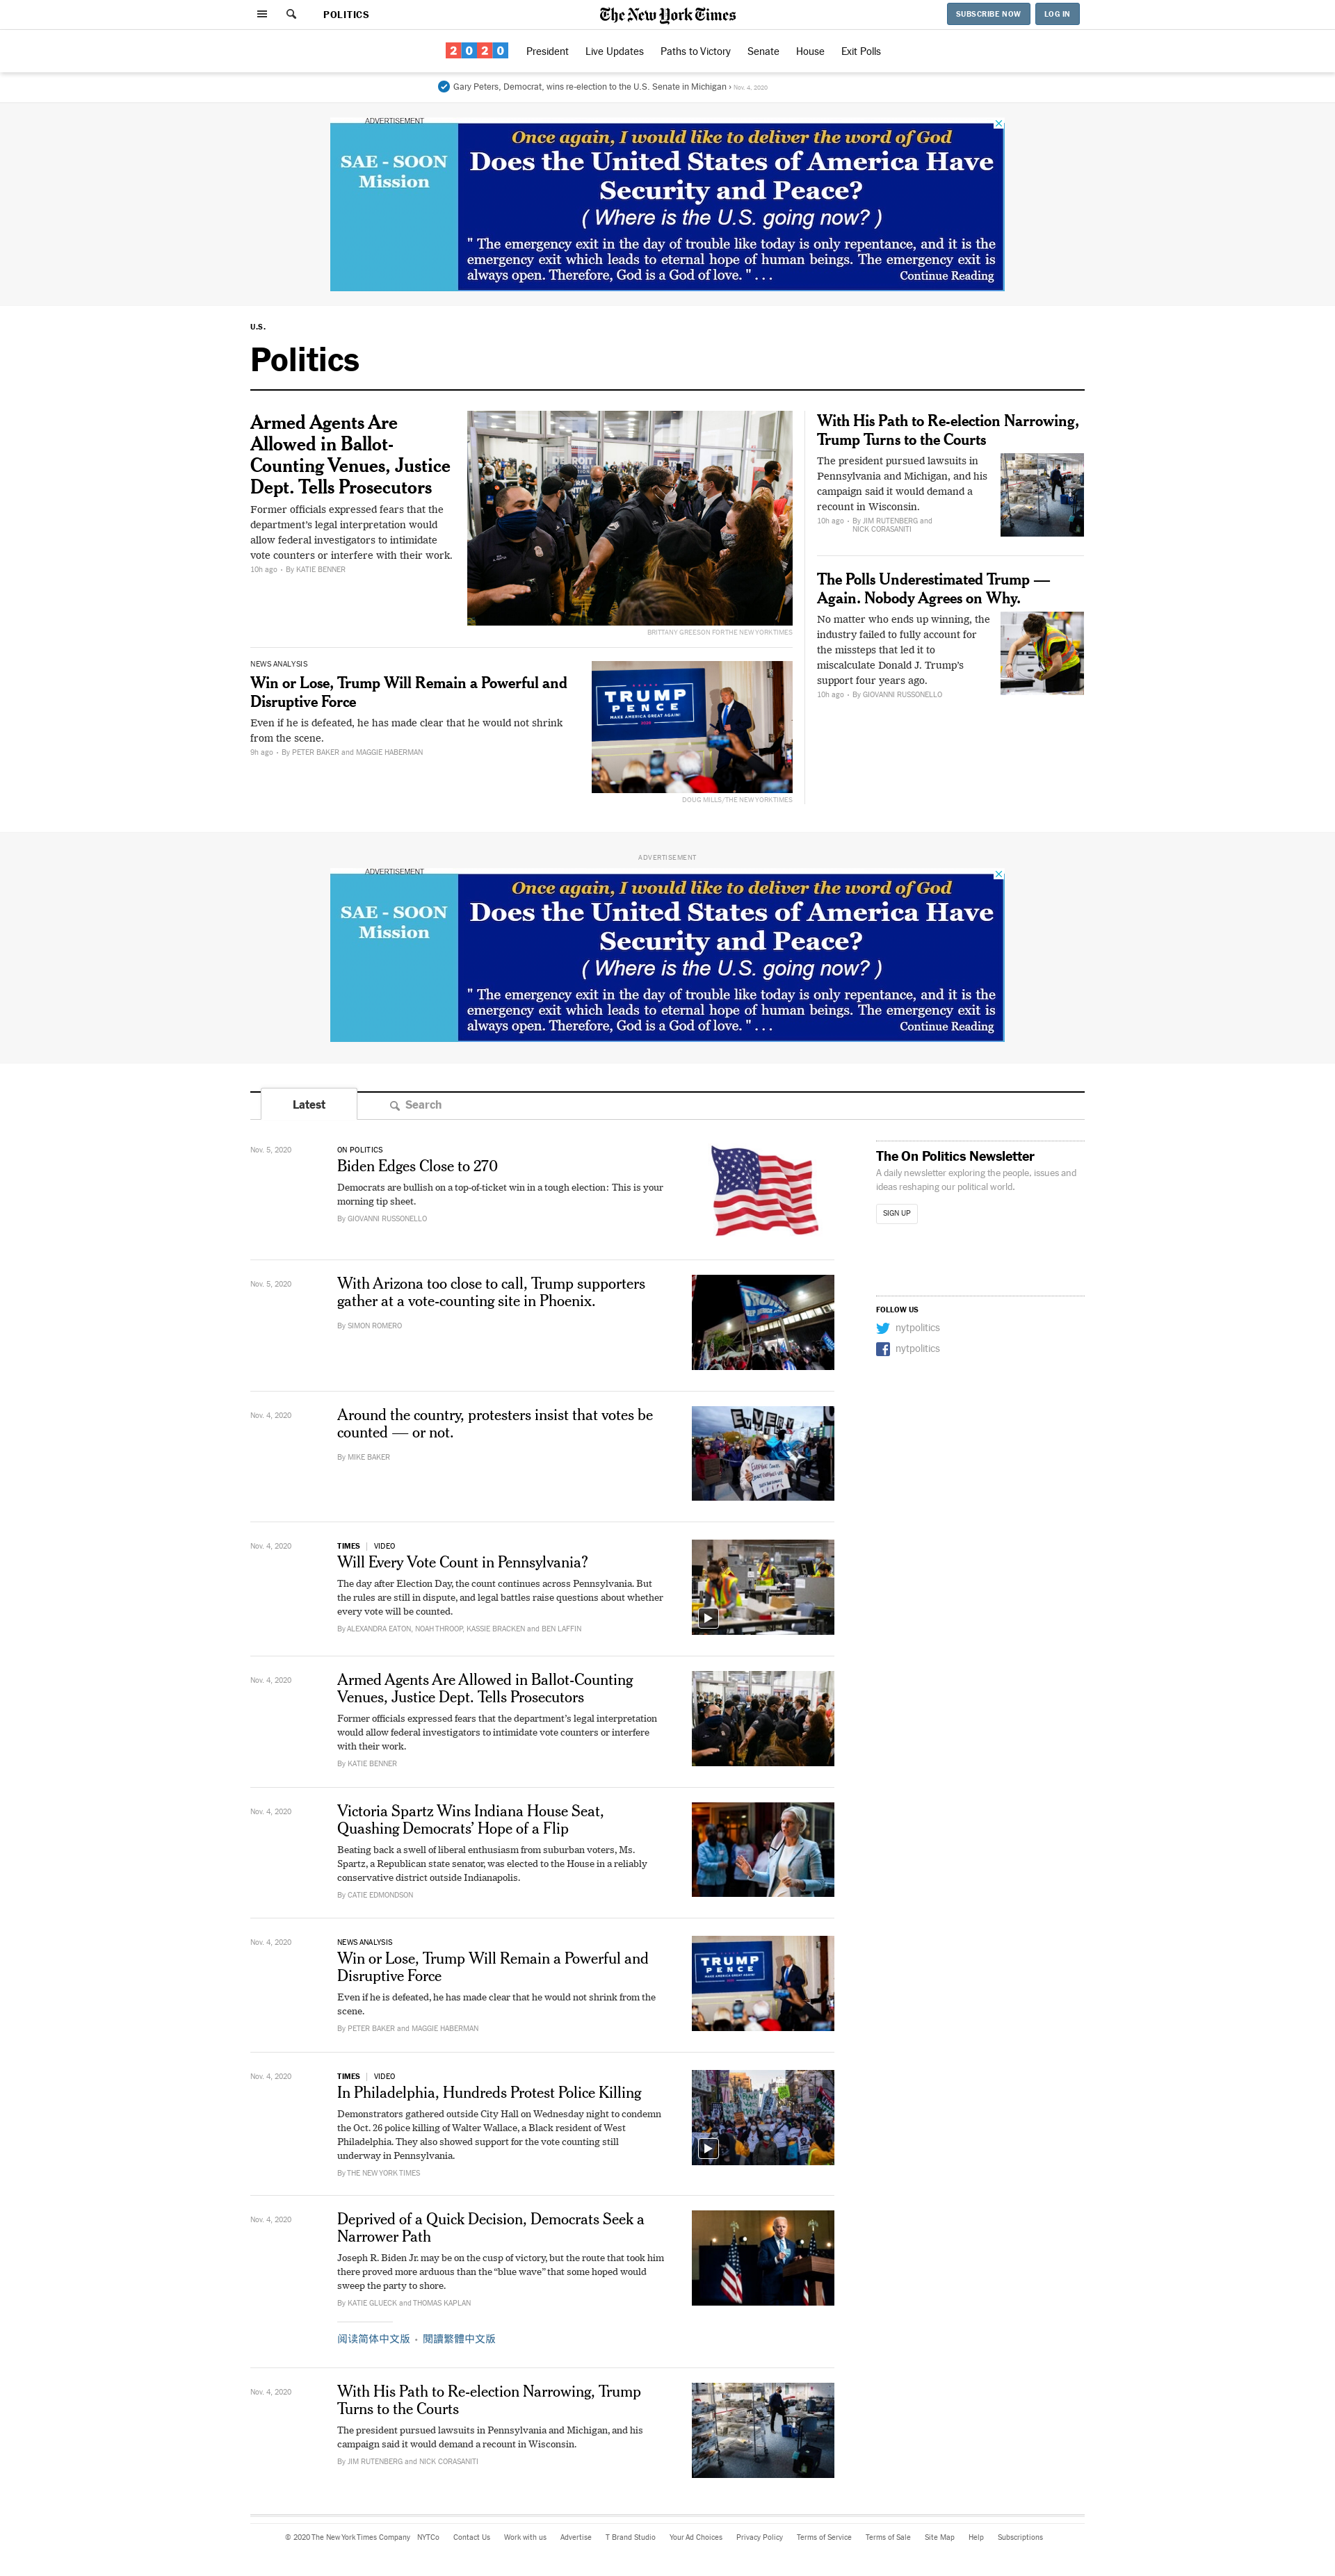 POLITICS
The New York Times
SUBSCRIBE NOW
LOG IN
2020
President
Live Updates
Paths to Victory
Senate
House
Exit Polls
Gary Peters, Democrat, wins re-election to the U.S. Senate in Michigan › Nov. 4, 2020
ADVERTISEMENT
SAE - SOON
Mission
Once again, I would like to deliver the word of God
Does the United States of America Have
Security and Peace?
( Where is the U.S. going now? )
" The emergency exit in the day of trouble like today is only repentance, and it is the
emergency exit which leads to eternal hope of human beings. The emergency exit is
always open. Therefore, God is a God of love. " . . .
Continue Reading
U.S.
Politics
Armed Agents Are
Allowed in Ballot-
Counting Venues, Justice
Dept. Tells Prosecutors
Former officials expressed fears that the
department's legal interpretation would
allow federal investigators to intimidate
vote counters or interfere with their work.
10h ago • By KATIE BENNER
DETROIT
BRITTANY GREESON FOR THE NEW YORK TIMES
NEWS ANALYSIS
Win or Lose, Trump Will Remain a Powerful and
Disruptive Force
Even if he is defeated, he has made clear that he would not shrink
from the scene.
9h ago • By PETER BAKER and MAGGIE HABERMAN
TRUMP
PENCE
MAKE AMERICA GREAT AGAIN!
DOUG MILLS/THE NEW YORK TIMES
With His Path to Re-election Narrowing,
Trump Turns to the Courts
The president pursued lawsuits in
Pennsylvania and Michigan, and his
campaign said it would demand a
recount in Wisconsin.
10h ago • By JIM RUTENBERG and
NICK CORASANITI
The Polls Underestimated Trump —
Again. Nobody Agrees on Why.
No matter who ends up winning, the
industry failed to fully account for
the missteps that led it to
miscalculate Donald J. Trump's
support four years ago.
10h ago • By GIOVANNI RUSSONELLO
ADVERTISEMENT
ADVERTISEMENT
SAE - SOON
Mission
Once again, I would like to deliver the word of God
Does the United States of America Have
Security and Peace?
( Where is the U.S. going now? )
" The emergency exit in the day of trouble like today is only repentance, and it is the
emergency exit which leads to eternal hope of human beings. The emergency exit is
always open. Therefore, God is a God of love. " . . .
Continue Reading
Latest
Search
Nov. 5, 2020
ON POLITICS
Biden Edges Close to 270
Democrats are bullish on a top-of-ticket win in a tough election: This is your
morning tip sheet.
By GIOVANNI RUSSONELLO
The On Politics Newsletter
A daily newsletter exploring the people, issues and
ideas reshaping our political world.
SIGN UP
FOLLOW US
nytpolitics
nytpolitics
Nov. 5, 2020
With Arizona too close to call, Trump supporters
gather at a vote-counting site in Phoenix.
By SIMON ROMERO
TRUMP
Nov. 4, 2020
Around the country, protesters insist that votes be
counted — or not.
By MIKE BAKER
EVERY
Nov. 4, 2020
TIMES | VIDEO
Will Every Vote Count in Pennsylvania?
The day after Election Day, the count continues across Pennsylvania. But
the rules are still in dispute, and legal battles raise questions about whether
every vote will be counted.
By ALEXANDRA EATON, NOAH THROOP, KASSIE BRACKEN and BEN LAFFIN
Nov. 4, 2020
Armed Agents Are Allowed in Ballot-Counting
Venues, Justice Dept. Tells Prosecutors
Former officials expressed fears that the department's legal interpretation
would allow federal investigators to intimidate vote counters or interfere
with their work.
By KATIE BENNER
Nov. 4, 2020
Victoria Spartz Wins Indiana House Seat,
Quashing Democrats' Hope of a Flip
Beating back a swell of liberal enthusiasm from suburban voters, Ms.
Spartz, a Republican state senator, was elected to the House in a reliably
conservative district outside Indianapolis.
By CATIE EDMONDSON
Nov. 4, 2020
NEWS ANALYSIS
Win or Lose, Trump Will Remain a Powerful and
Disruptive Force
Even if he is defeated, he has made clear that he would not shrink from the
scene.
By PETER BAKER and MAGGIE HABERMAN
TRUMP
PENCE
MAKE AMERICA GREAT AGAIN!
Nov. 4, 2020
TIMES | VIDEO
In Philadelphia, Hundreds Protest Police Killing
Demonstrators gathered outside City Hall on Wednesday night to condemn
the Oct. 26 police killing of Walter Wallace, a Black resident of West
Philadelphia. They also showed support for the vote counting still
underway in Pennsylvania.
By THE NEW YORK TIMES
Nov. 4, 2020
Deprived of a Quick Decision, Democrats Seek a
Narrower Path
Joseph R. Biden Jr. may be on the cusp of victory, but the route that took him
there proved more arduous than the “blue wave” that some hoped would
sweep the party to shore.
By KATIE GLUECK and THOMAS KAPLAN
阅读简体中文版 • 閱讀繁體中文版
Nov. 4, 2020
With His Path to Re-election Narrowing, Trump
Turns to the Courts
The president pursued lawsuits in Pennsylvania and Michigan, and his
campaign said it would demand a recount in Wisconsin.
By JIM RUTENBERG and NICK CORASANITI
© 2020 The New York Times Company
NYTCo
Contact Us
Work with us
Advertise
T Brand Studio
Your Ad Choices
Privacy Policy
Terms of Service
Terms of Sale
Site Map
Help
Subscriptions